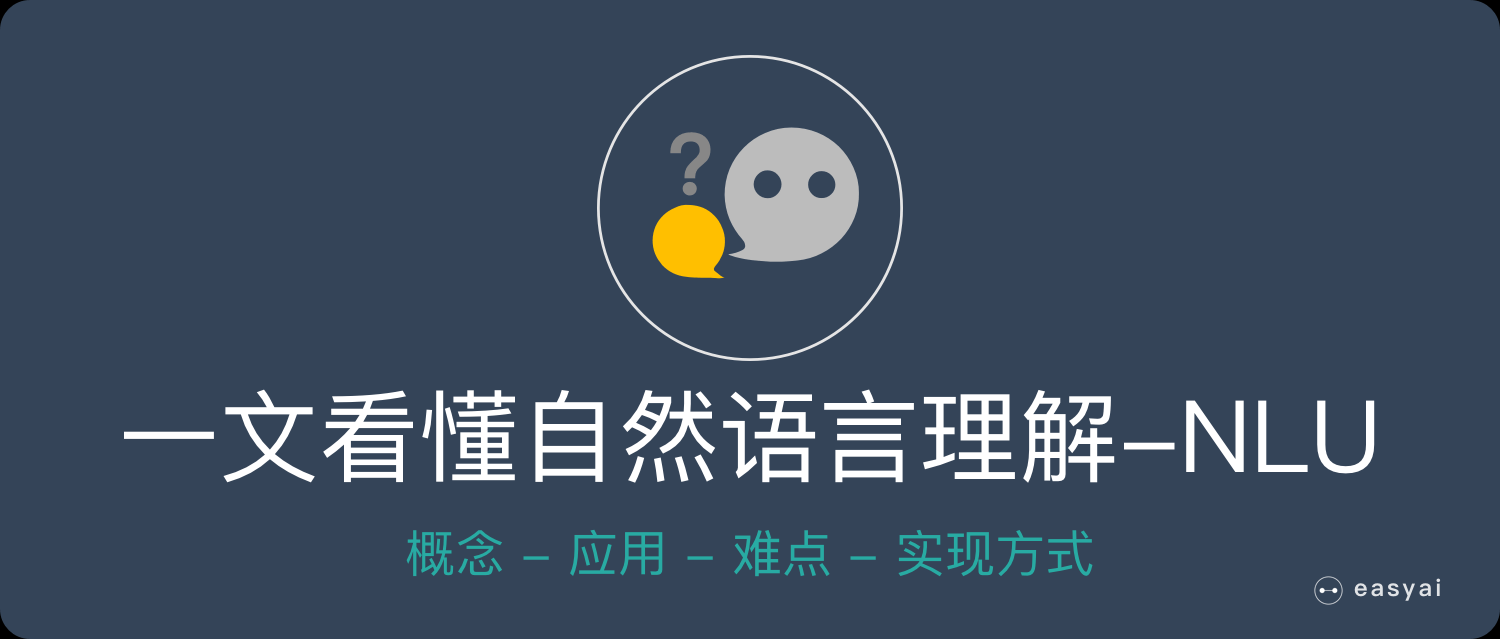 ?
一文看懂自然语言理解–NLU
概念 – 应用 – 难点 – 实现方式
easyai